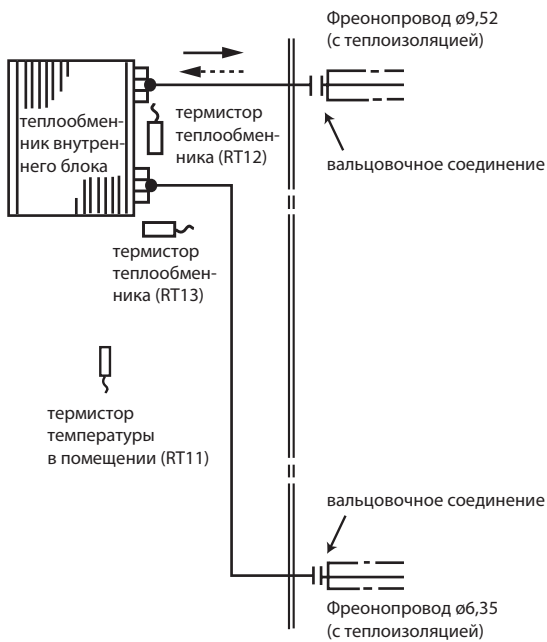 Фреонопровод ø9,52
(с теплоизоляцией)
теплообмен-
ник внутрен-
него блока
термистор
теплообмен-
ника (RT12)
вальцовочное соединение
термистор
теплообмен-
ника (RT13)
термистор
температуры
в помещении (RT11)
вальцовочное соединение
Фреонопровод ø6,35
(с теплоизоляцией)